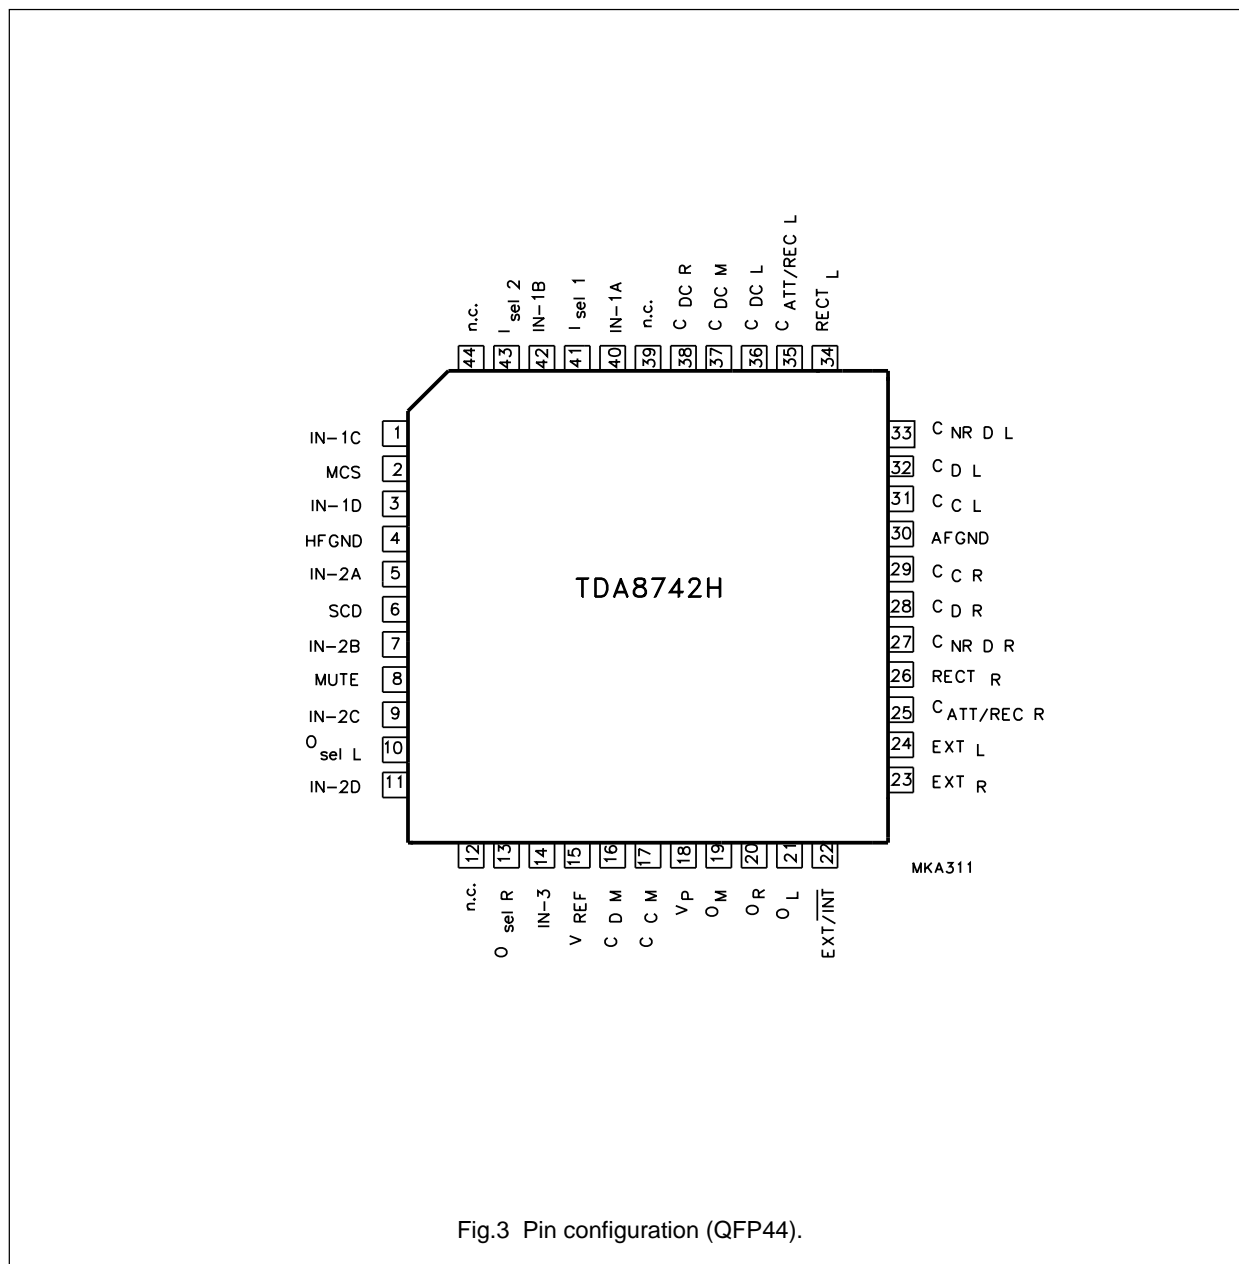 n.c.
I sel 2
IN-1B
I sel 1
IN-1A
n.c.
C DC R
C DC M
C DC L
C ATT/REC L
RECT L
44
43
42
41
40
39
38
37
36
35
34
IN-1C 1
MCS 2
IN-1D 3
HFGND 4
IN-2A 5
SCD 6
IN-2B 7
MUTE 8
IN-2C 9
O sel L 10
IN-2D 11
TDA8742H
33 C NR D L
32 C D L
31 C C L
30 AFGND
29 C C R
28 C D R
27 C NR D R
26 RECT R
25 C ATT/REC R
24 EXT L
23 EXT R
12
13
14
15
16
17
18
19
20
21
22
n.c.
O sel R
IN-3
V REF
C D M
C C M
V P
O M
O R
O L
EXT/INT
MKA311
Fig.3 Pin configuration (QFP44).